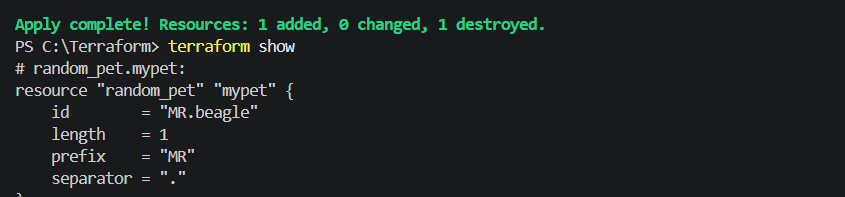 Apply complete! Resources: 1 added, 0 changed, 1 destroyed.
PS C:\Terraform> terraform show
# random_pet.mypet:
resource "random_pet" "mypet" {
    id        = "MR.beagle"
    length    = 1
    prefix    = "MR"
    separator = "."
}